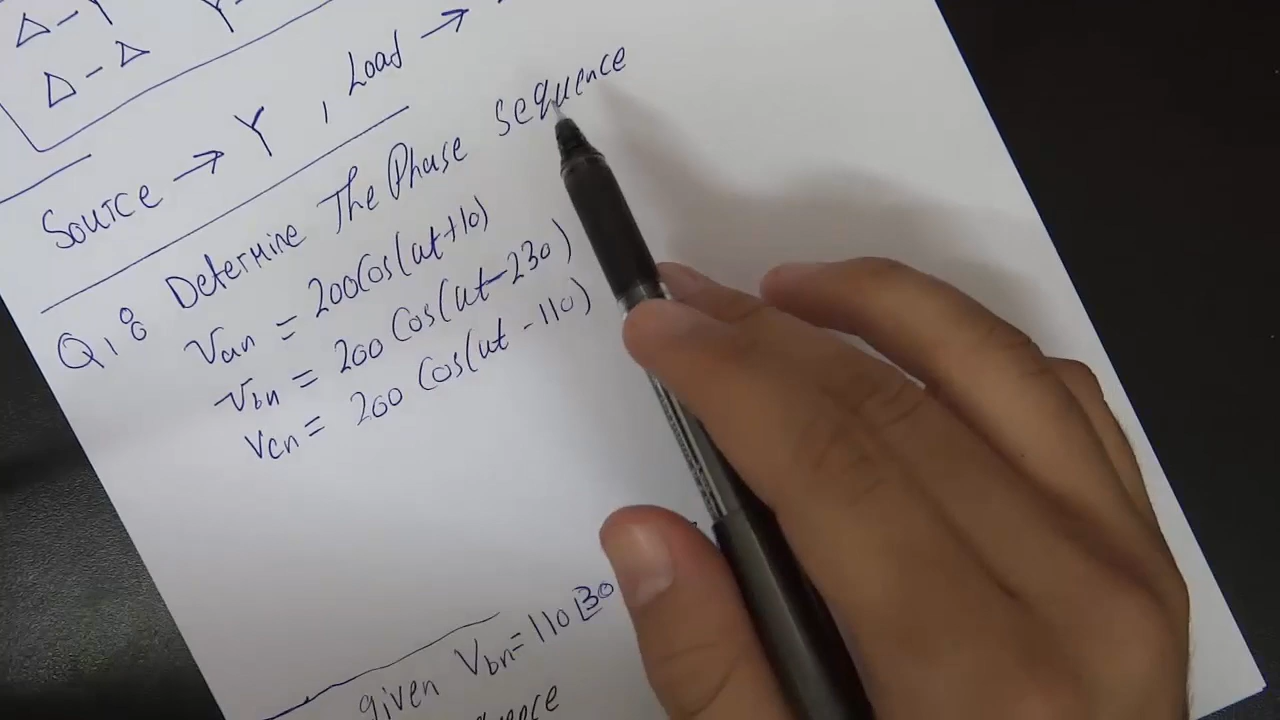 Δ-Y Y-
Δ-Δ
Source → Y , Load →
Q1: Determine The Phase sequence
Van = 200 Cos(ωt+10)
Vbn = 200 Cos(ωt-230)
Vcn = 200 Cos(ωt-110)
given Vbn = 110∠30